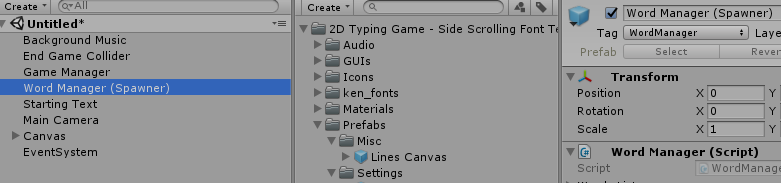 Create
All
Untitled*
Background Music
End Game Collider
Game Manager
Word Manager (Spawner)
Starting Text
Main Camera
Canvas
EventSystem
Create
2D Typing Game - Side Scrolling Font Te
Audio
GUIs
Icons
ken_fonts
Materials
Prefabs
Misc
Lines Canvas
Settings
Word Manager (Spawner)
Tag WordManager Laye
Prefab Select Rever
Transform
Position X 0 Y
Rotation X 0 Y
Scale X 1 Y
Word Manager (Script)
Script WordManage